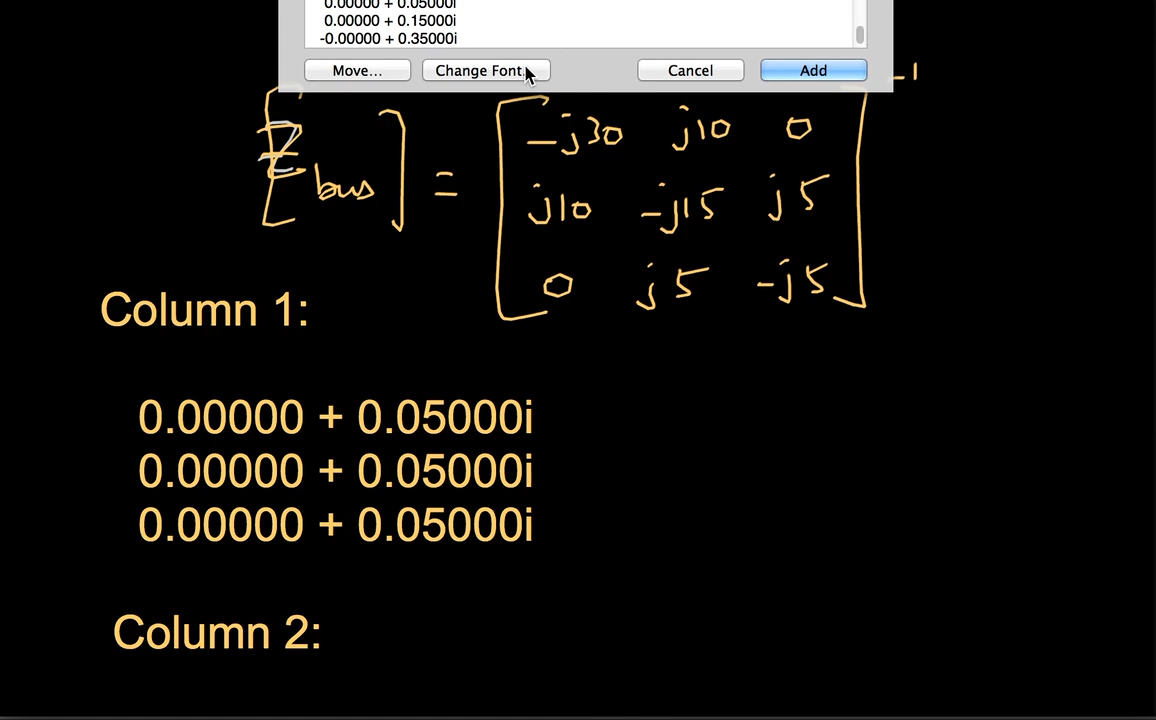 0.00000 + 0.05000i
0.00000 + 0.15000i
-0.00000 + 0.35000i
Move... Change Font... Cancel Add
[Z bus] = [ -j30 j10 0
j10 -j15 j5
0 j5 -j5 ] -1
Column 1:
0.00000 + 0.05000i
0.00000 + 0.05000i
0.00000 + 0.05000i
Column 2: